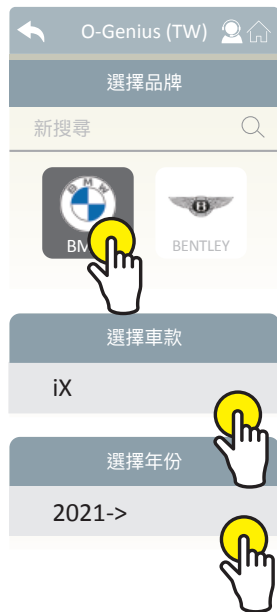 O-Genius (TW)
選擇品牌
新搜尋
BMW
BENTLEY
選擇車款
iX
選擇年份
2021->